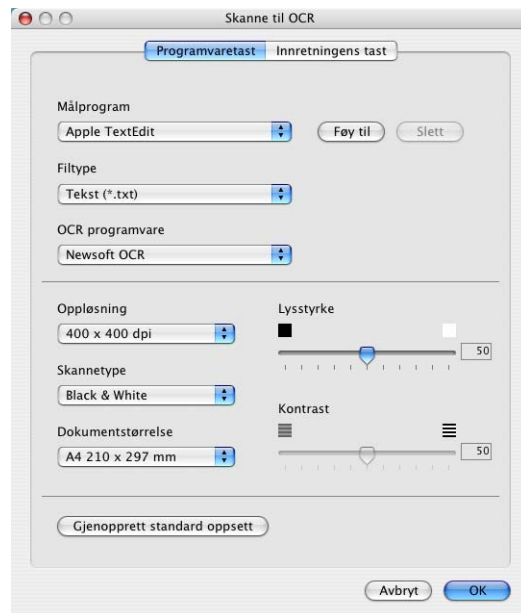 Skanne til OCR
Programvaretast Innretningens tast
Målprogram
Apple TextEdit Føy til Slett
Filtype
Tekst (*.txt)
OCR programvare
Newsoft OCR
Oppløsning
400 x 400 dpi
Skannetype
Black & White
Dokumentstørrelse
A4 210 x 297 mm
Lysstyrke
50
Kontrast
50
Gjenopprett standard oppsett
Avbryt OK